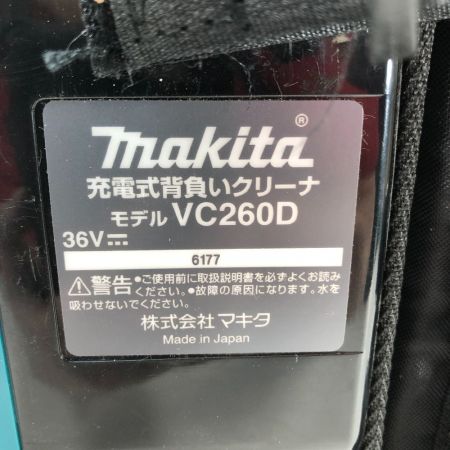 makita®
充電式背負いクリーナ
モデル VC260D
36V⎓
6177
⚠警告 ●ご使用前に取扱説明書を必ずよくお読み
ください。●故障の原因になります。水を
吸わせないでください。
株式会社 マキタ
Made in Japan